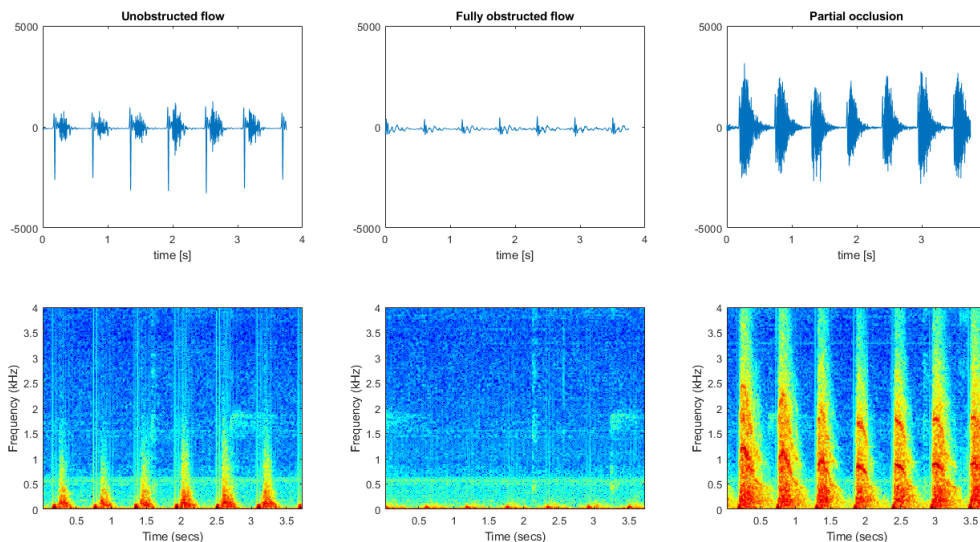 Unobstructed flow
5000
0
-5000
0 1 2 3 4
time [s]
Fully obstructed flow
5000
0
-5000
0 1 2 3 4
time [s]
Partial occlusion
5000
0
-5000
0 1 2 3
time [s]
Frequency (kHz)
4
3.5
3
2.5
2
1.5
1
0.5
0
0.5 1 1.5 2 2.5 3 3.5
Time (secs)
Frequency (kHz)
4
3.5
3
2.5
2
1.5
1
0.5
0
0.5 1 1.5 2 2.5 3 3.5
Time (secs)
Frequency (kHz)
4
3.5
3
2.5
2
1.5
1
0.5
0
0.5 1 1.5 2 2.5 3 3.5
Time (secs)